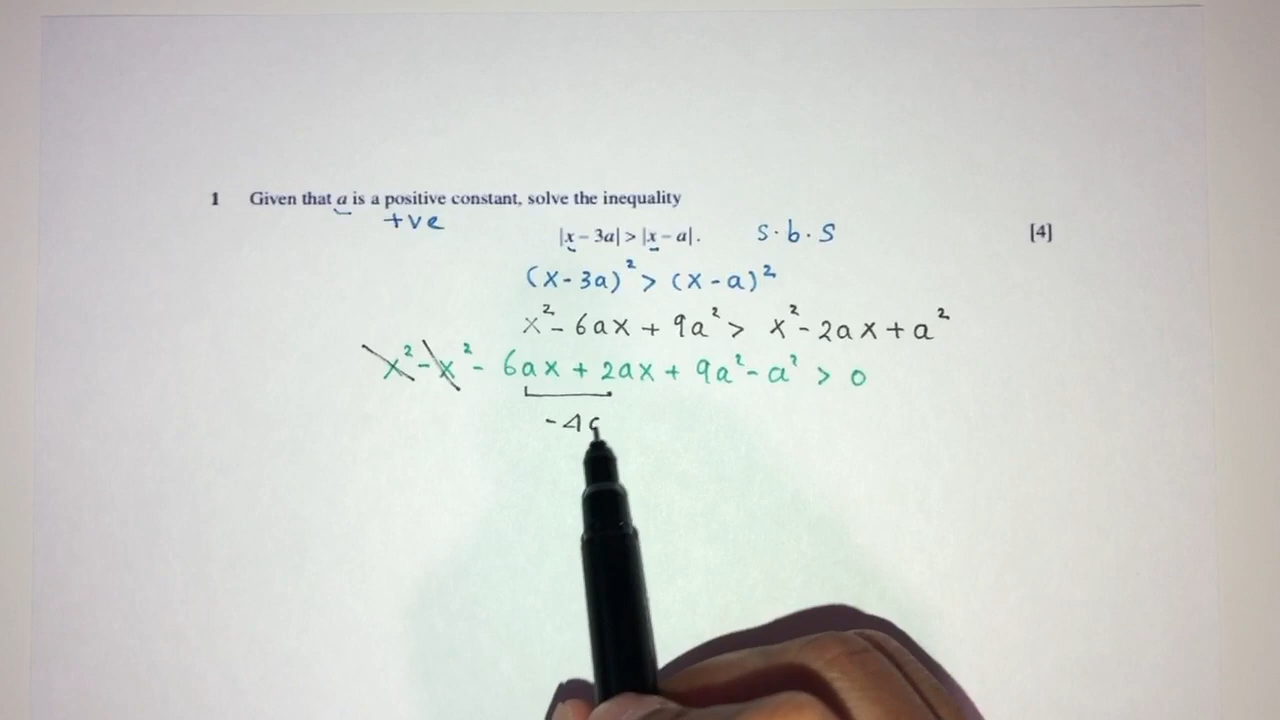 1 Given that a is a positive constant, solve the inequality
+ve
|x – 3a| > |x – a|. s.b.s [4]
(x-3a)² > (x-a)²
x² - 6ax + 9a² > x² - 2ax + a²
x² - x² - 6ax + 2ax + 9a² - a² > 0
-4